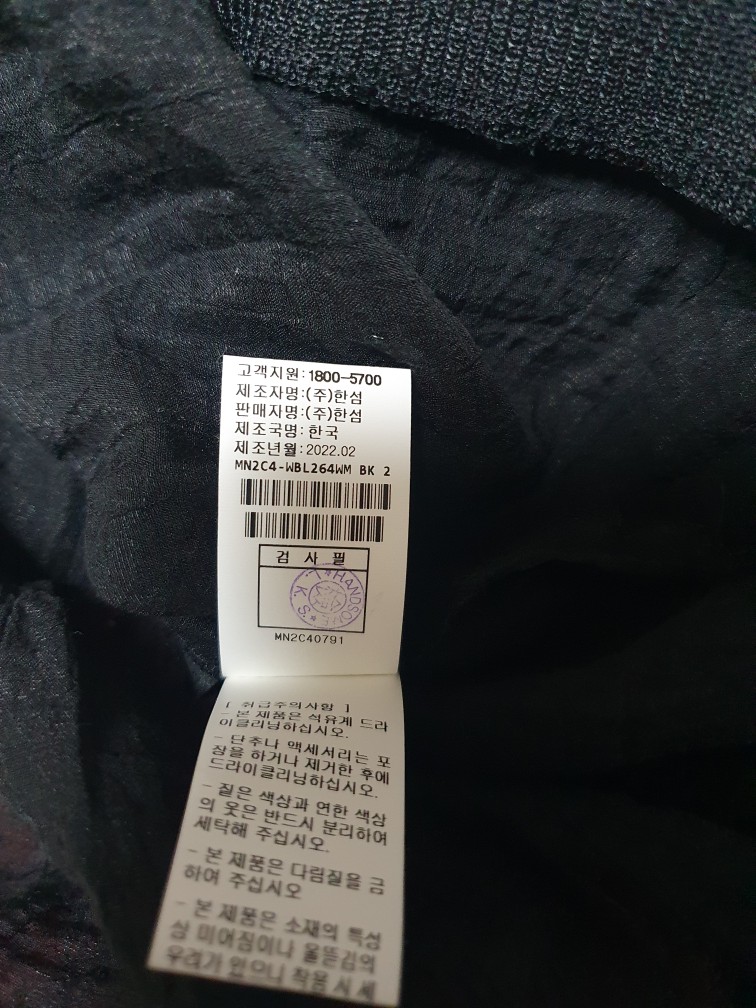 고객지원:1800-5700
제조자명:(주)한섬
판매자명:(주)한섬
제조국명: 한국
제조년월:2022.02
MN2C4-WBL264WM BK 2
검 사 필
HANDSOME
K.S.
MN2C40791
[ 취급주의사항 ]
- 본 제품은 석유계 드라
이클리닝하십시오.
- 단추나 액세서리는 포
장을 하거나 제거한 후에
드라이클리닝하십시오.
- 짙은 색상과 연한 색상
의 옷은 반드시 분리하여
세탁해 주십시오.
- 본 제품은 다림질을 금
하여 주십시오
- 본 제품은 소재의 특성
상 미어짐이나 올뜯김의
우려가 있으니 착용 시 세